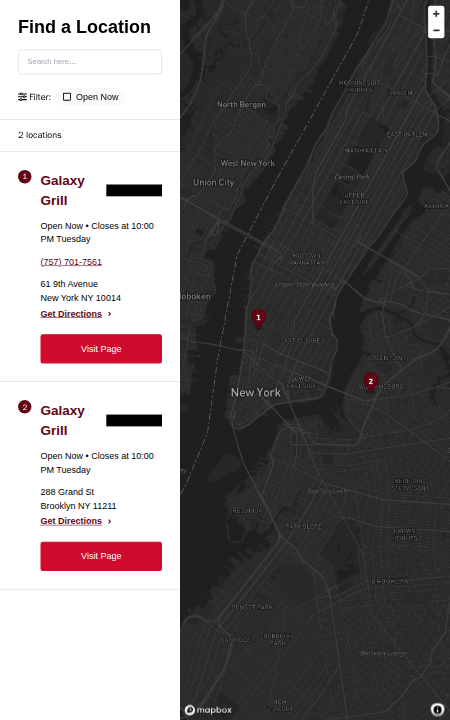 Find a Location
Search here...
Filter:
Open Now
2 locations
1
Galaxy
Grill
Open Now • Closes at 10:00
PM Tuesday
(757) 701-7561
61 9th Avenue
New York NY 10014
Get Directions ›
Visit Page
2
Galaxy
Grill
Open Now • Closes at 10:00
PM Tuesday
288 Grand St
Brooklyn NY 11211
Get Directions ›
Visit Page
+
−
MORNINGSIDE
HEIGHTS
HARLEM
North Bergen
EAST HARLEM
MANHATTAN
West New York
Central Park
Union City
UPPER
EAST SIDE
ASTORIA
MIDTOWN
MANHATTAN
Empire State Building
Hoboken
1
EAST VILLAGE
GREENPOINT
LOWER
EAST SIDE
2
New York
BEDFORD-
STUYVESANT
Barclays Center
RED HOOK
PARK SLOPE
CROWN
HEIGHTS
BROOKLYN
SUNSET PARK
BAY RIDGE
BOROUGH
PARK
Brooklyn College
NEW
UTRECHT
mapbox